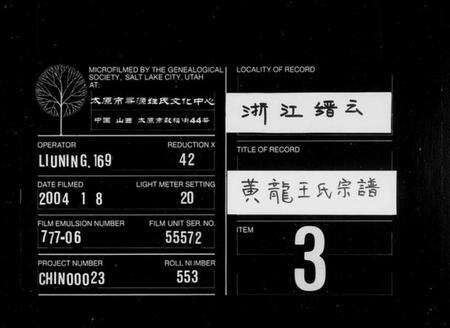 MICROFILMED BY THE GENEALOGICAL
SOCIETY, SALT LAKE CITY, UTAH
AT:
太原市寻源姓氏文化中心
中国 山西 太原市敦化南44号
OPERATOR
LIUNING,169
REDUCTION X
42
DATE FILMED
2004 1 8
LIGHT METER SETTING
20
FILM EMULSION NUMBER
777-06
FILM UNIT SER. NO.
55572
PROJECT NUMBER
CHIN00023
ROLL NUMBER
553
LOCALITY OF RECORD
浙江缙云
TITLE OF RECORD
黄龍王氏宗譜
ITEM
3